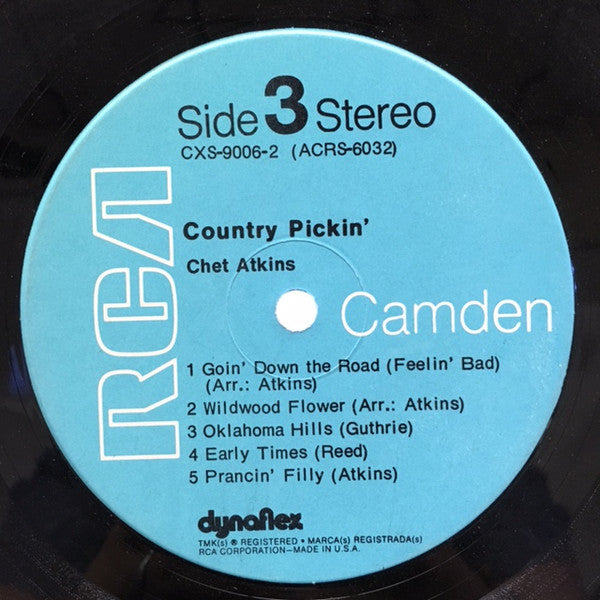 Side 3 Stereo
CXS-9006-2 (ACRS-6032)
RCA
Country Pickin'
Chet Atkins
Camden
1 Goin' Down the Road (Feelin' Bad)
(Arr.: Atkins)
2 Wildwood Flower (Arr.: Atkins)
3 Oklahoma Hills (Guthrie)
4 Early Times (Reed)
5 Prancin' Filly (Atkins)
dynaflex
TMK(s) ® REGISTERED • MARCA(s) REGISTRADA(s)
RCA CORPORATION—MADE IN U.S.A.